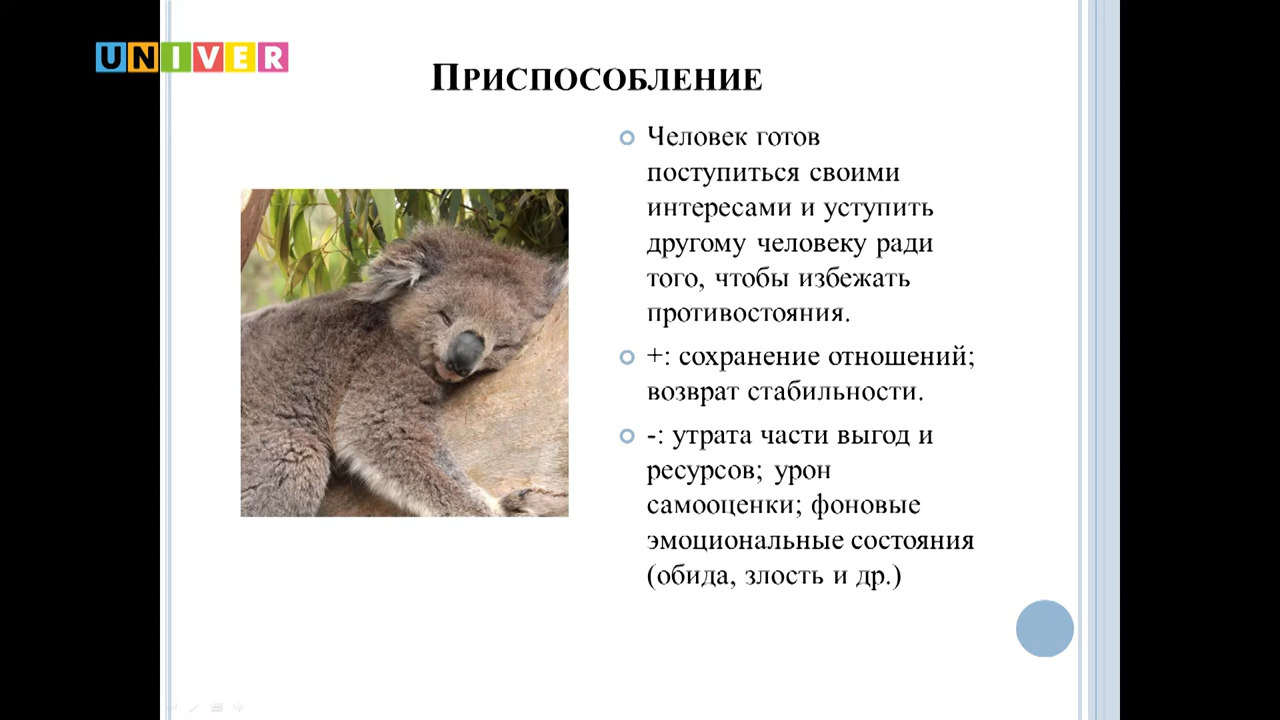 UNIVER
Приспособление
Человек готов
поступиться своими
интересами и уступить
другому человеку ради
того, чтобы избежать
противостояния.
+: сохранение отношений;
возврат стабильности.
-: утрата части выгод и
ресурсов; урон
самооценки; фоновые
эмоциональные состояния
(обида, злость и др.)